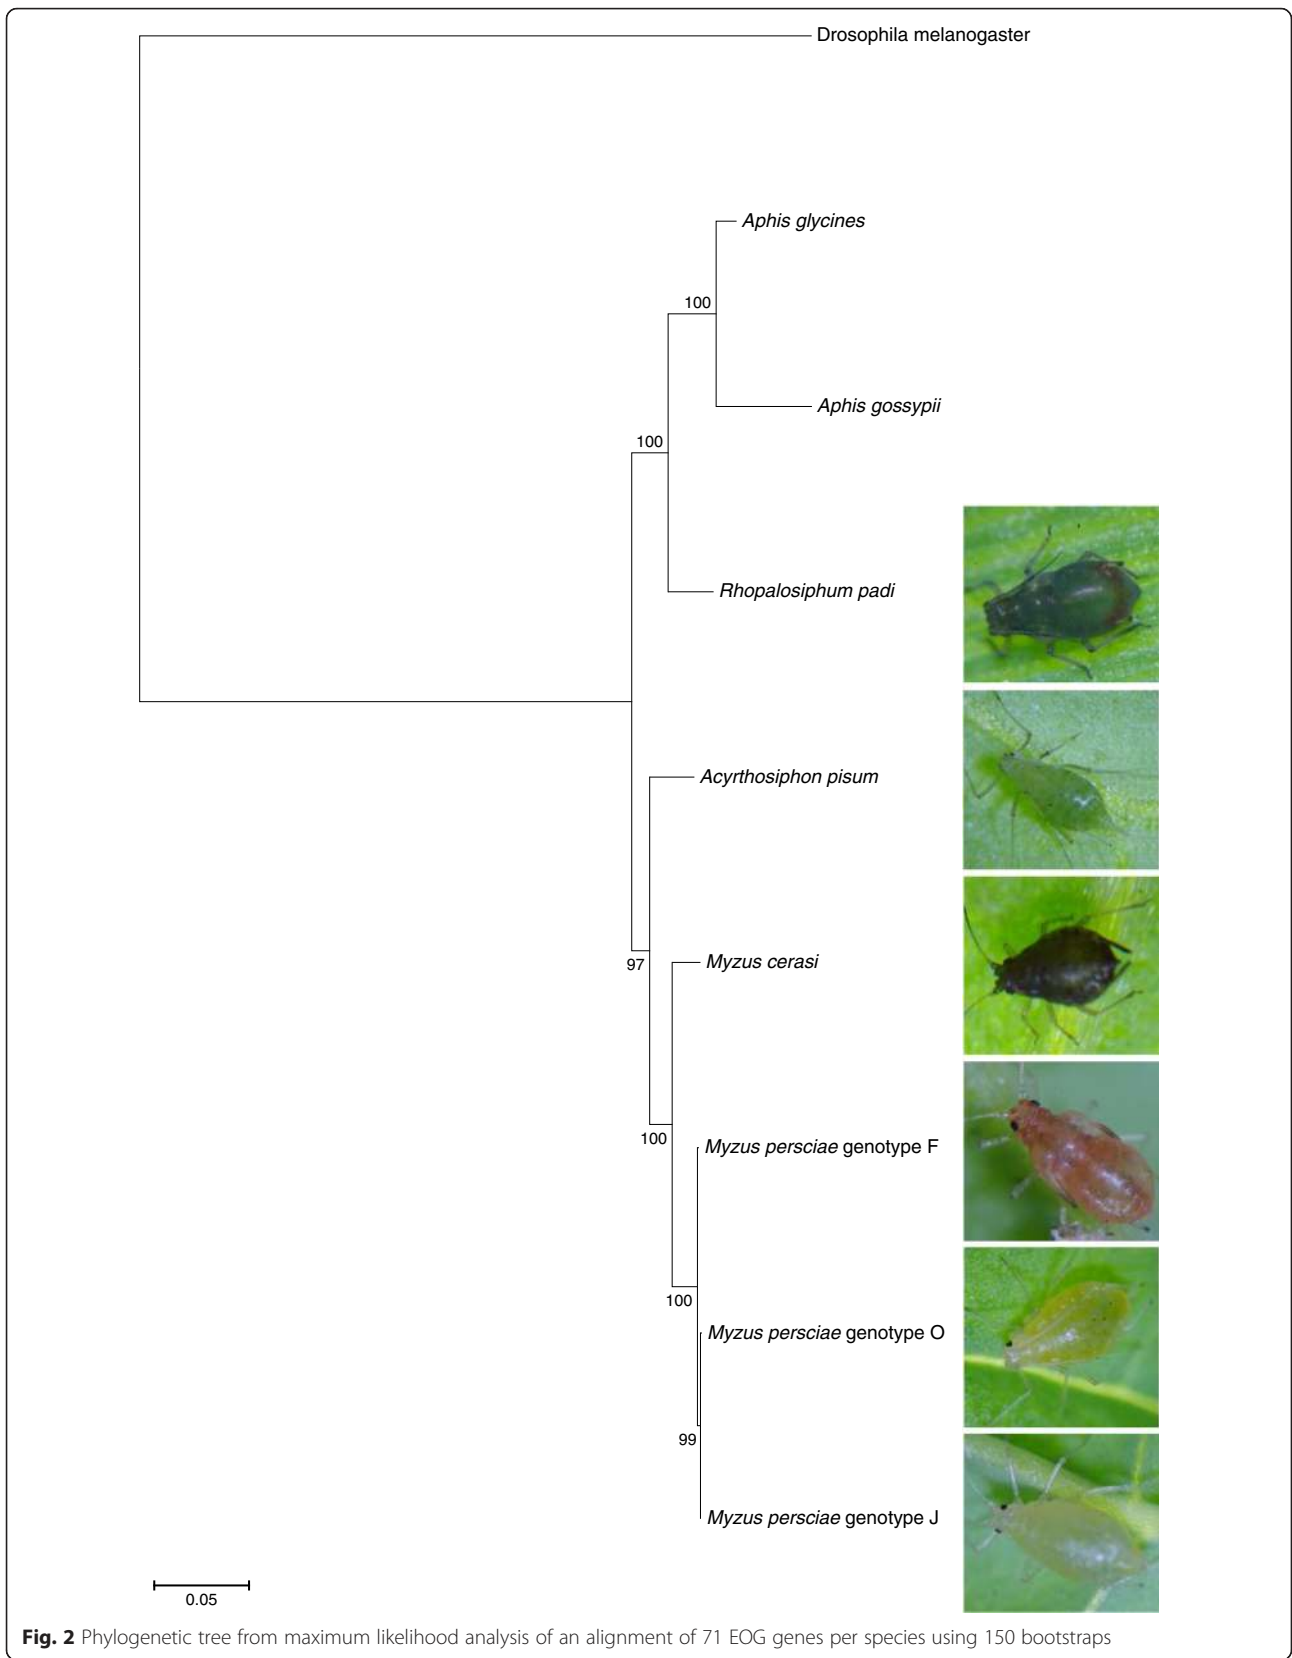 Drosophila melanogaster
Aphis glycines
100
Aphis gossypii
100
Rhopalosiphum padi
Acyrthosiphon pisum
Myzus cerasi
97
100
Myzus persciae genotype F
100
Myzus persciae genotype O
99
Myzus persciae genotype J
0.05
Fig. 2 Phylogenetic tree from maximum likelihood analysis of an alignment of 71 EOG genes per species using 150 bootstraps